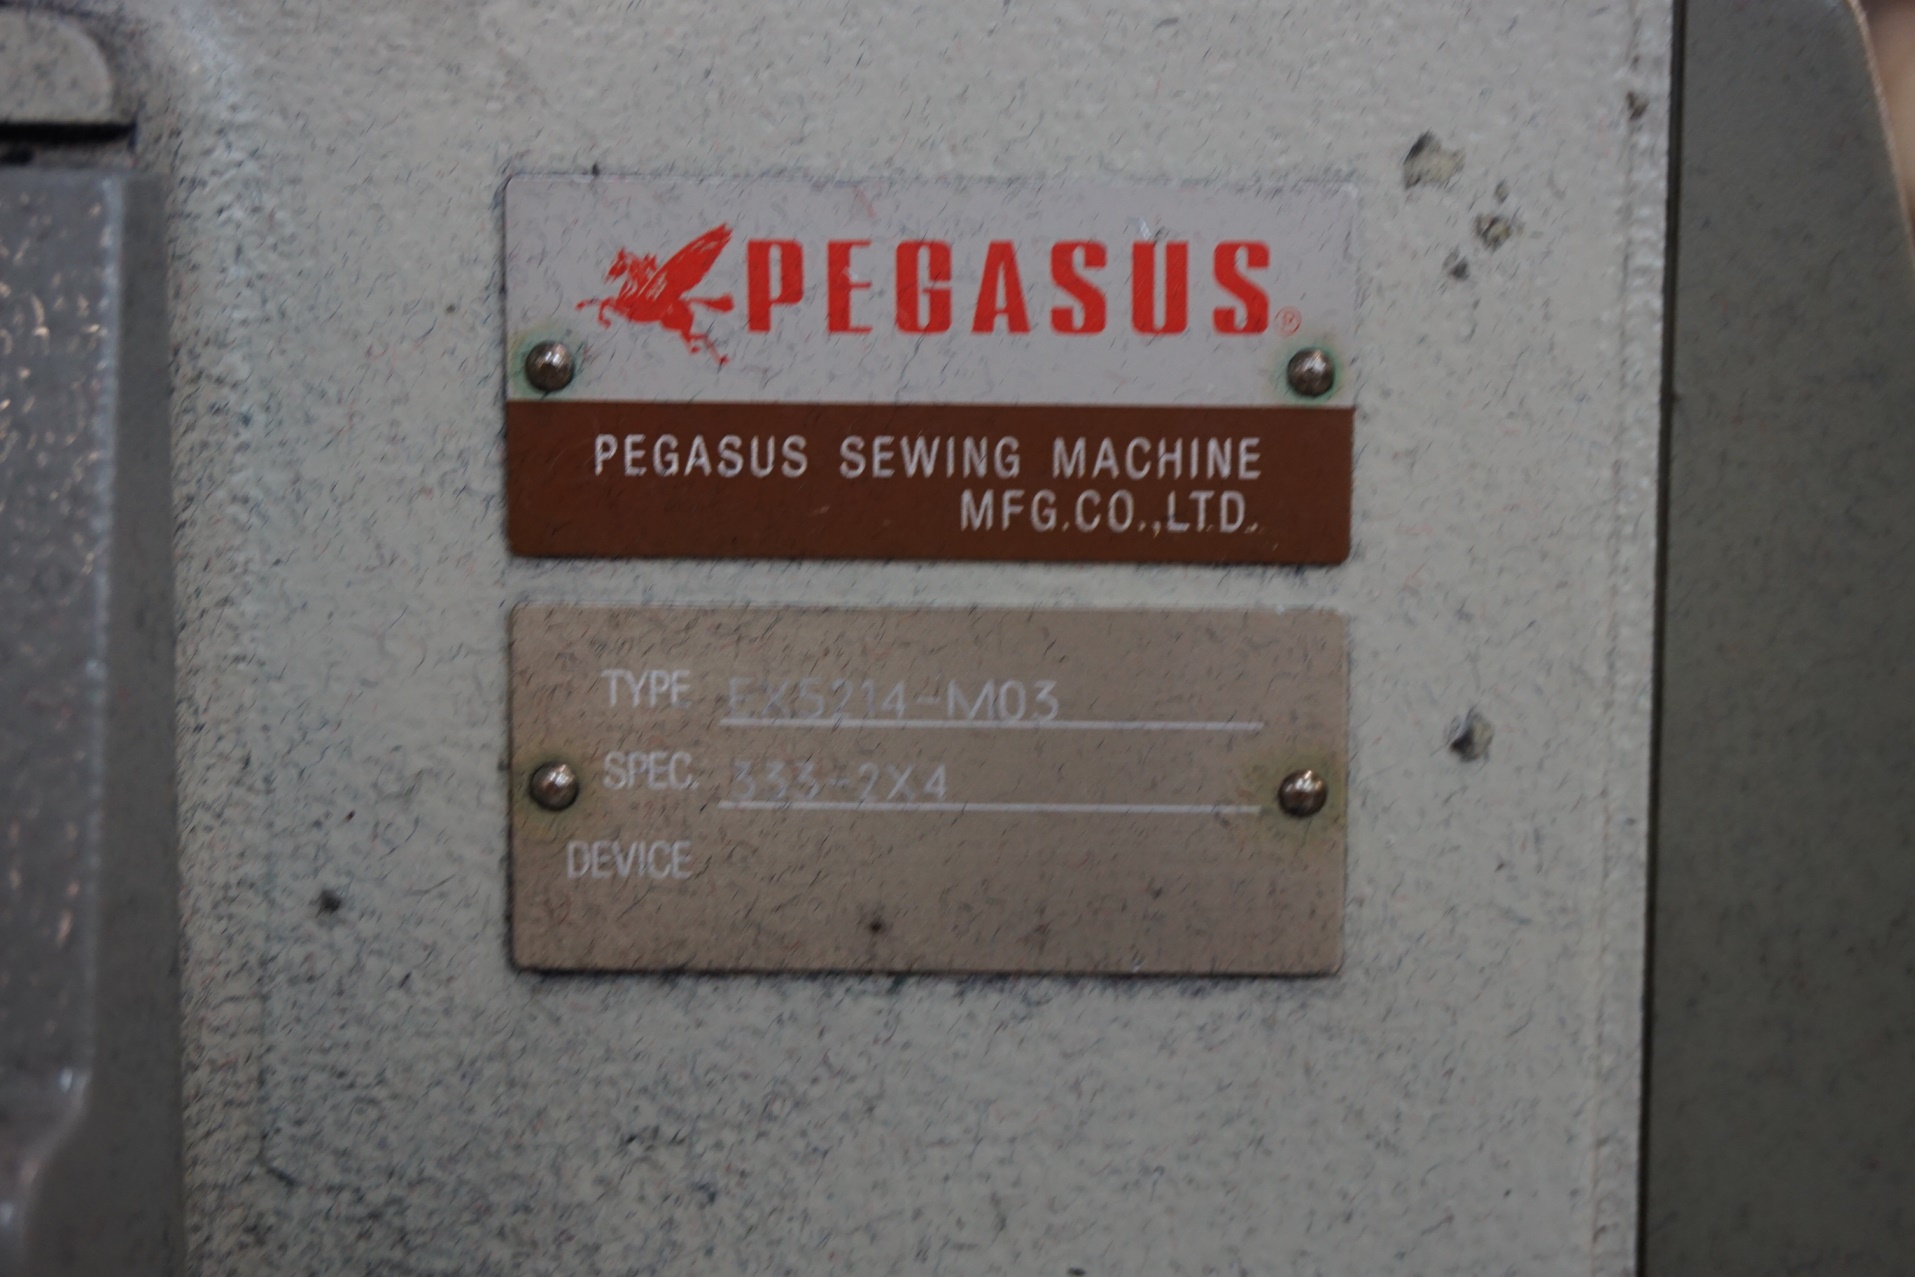 PEGASUS®
PEGASUS SEWING MACHINE
MFG.CO.,LTD.
TYPE EX5214-M03
SPEC. 333-2X4
DEVICE